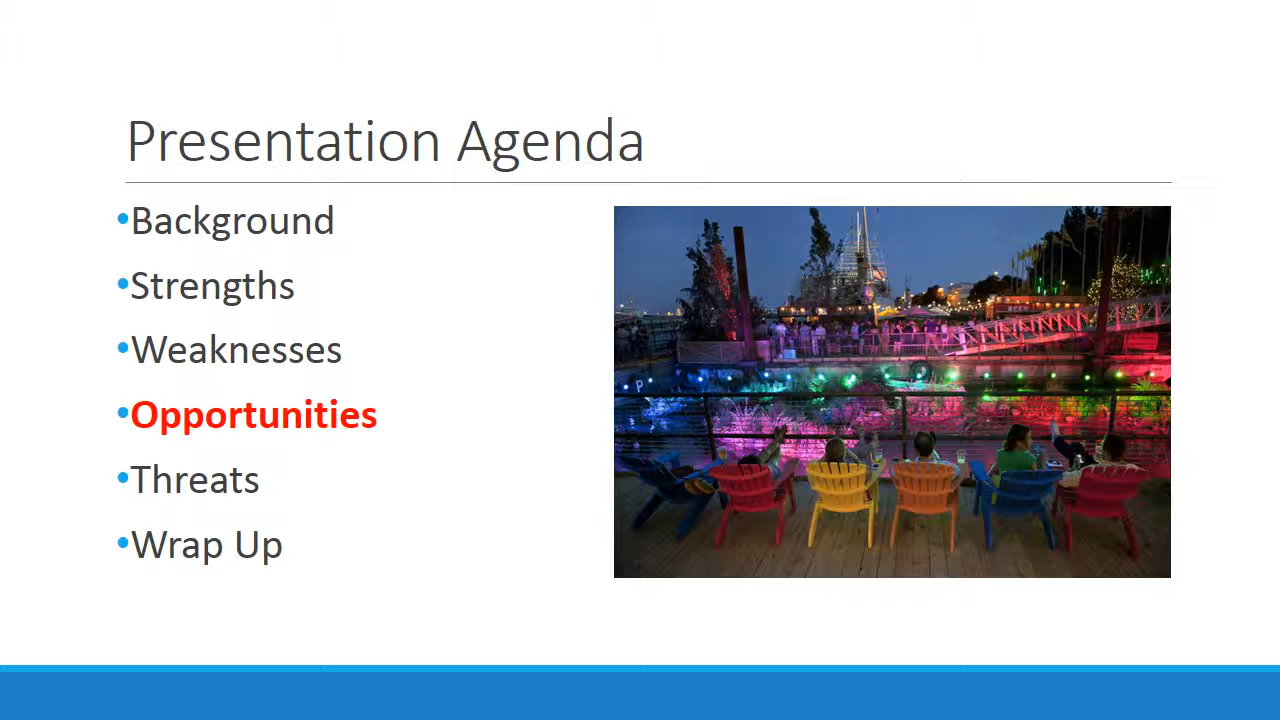 Presentation Agenda
•Background
•Strengths
•Weaknesses
•Opportunities
•Threats
•Wrap Up
P